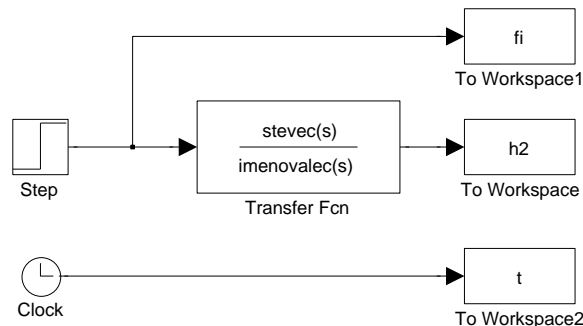 fi
To Workspace1
stevec(s)
imenovalec(s)
h2
Step
Transfer Fcn
To Workspace
t
Clock
To Workspace2